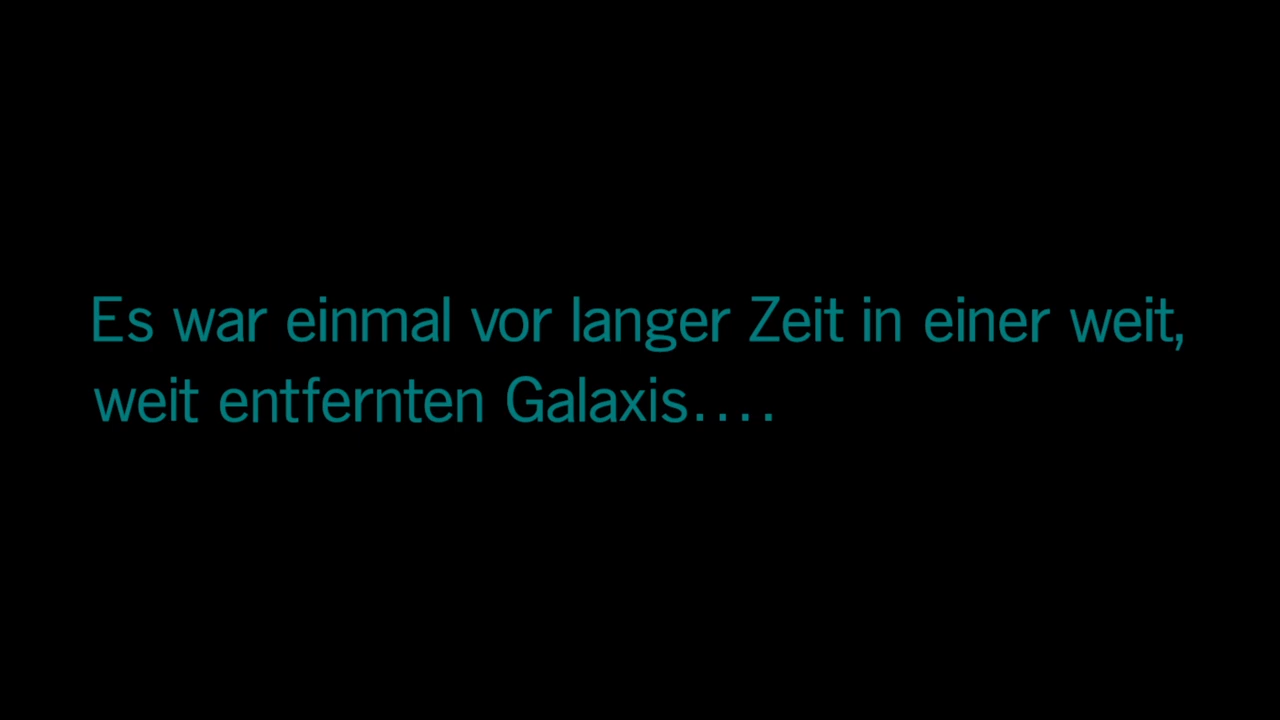 Es war einmal vor langer Zeit in einer weit,
weit entfernten Galaxis....